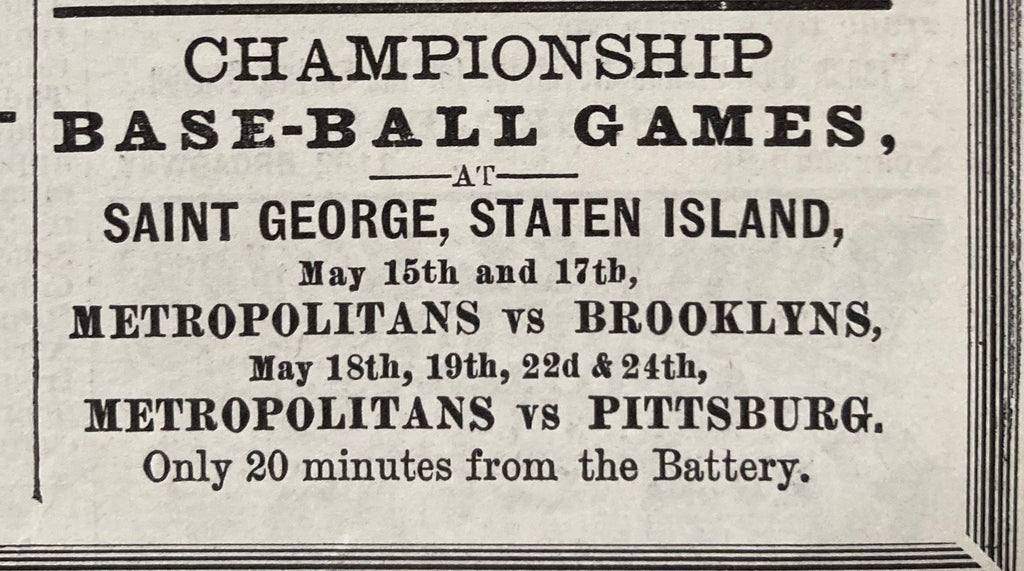 CHAMPIONSHIP
BASE-BALL GAMES,
AT
SAINT GEORGE, STATEN ISLAND,
May 15th and 17th,
METROPOLITANS vs BROOKLYNS,
May 18th, 19th, 22d & 24th,
METROPOLITANS vs PITTSBURG.
Only 20 minutes from the Battery.